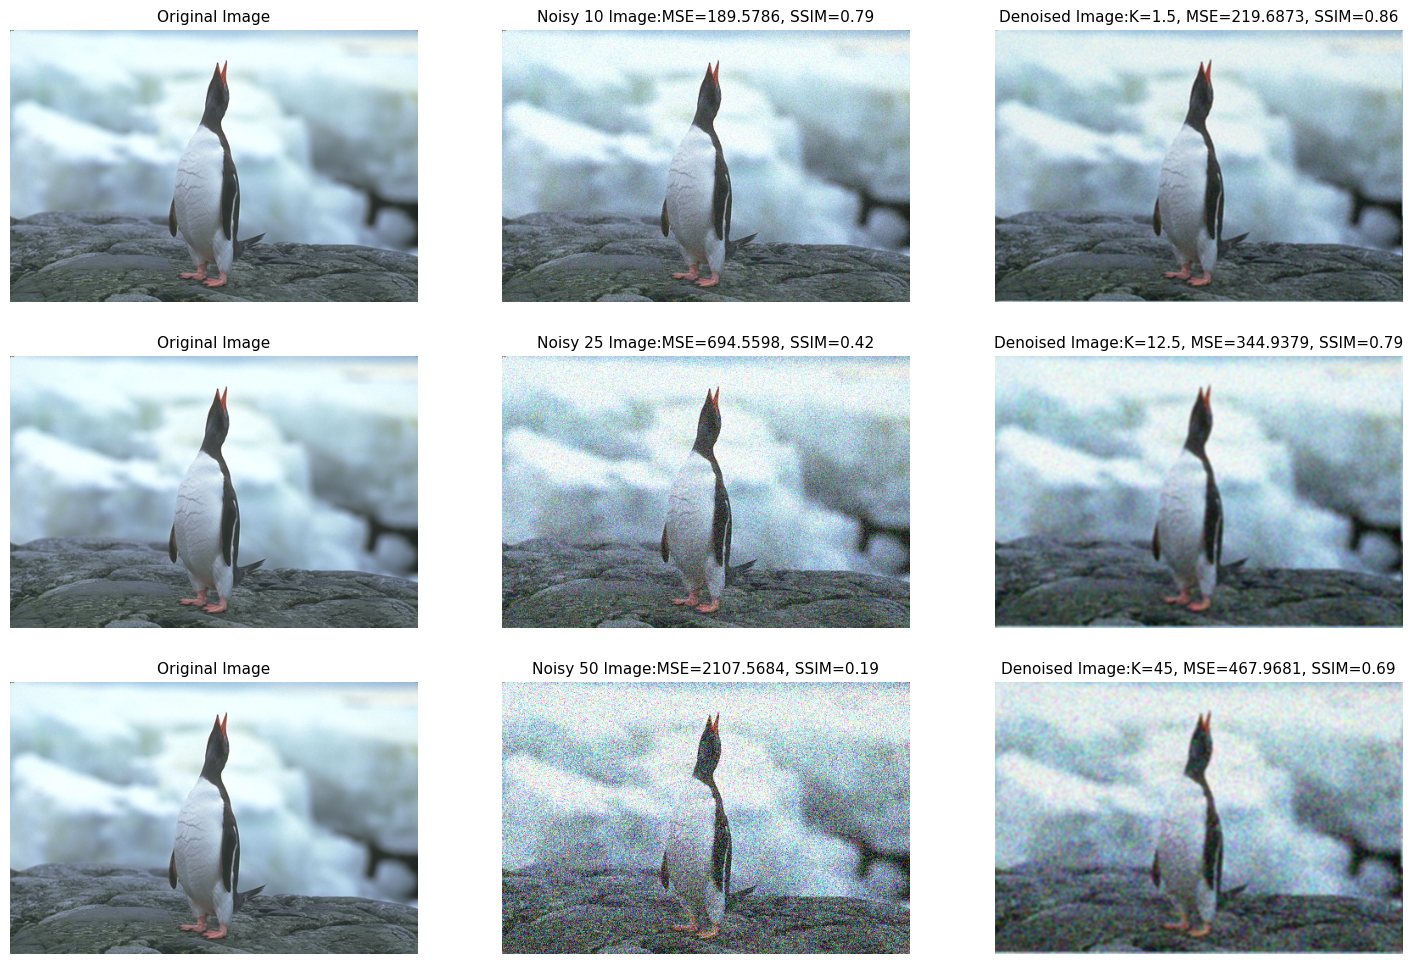 Original Image
Noisy 10 Image:MSE=189.5786, SSIM=0.79
Denoised Image:K=1.5, MSE=219.6873, SSIM=0.86
Original Image
Noisy 25 Image:MSE=694.5598, SSIM=0.42
Denoised Image:K=12.5, MSE=344.9379, SSIM=0.79
Original Image
Noisy 50 Image:MSE=2107.5684, SSIM=0.19
Denoised Image:K=45, MSE=467.9681, SSIM=0.69